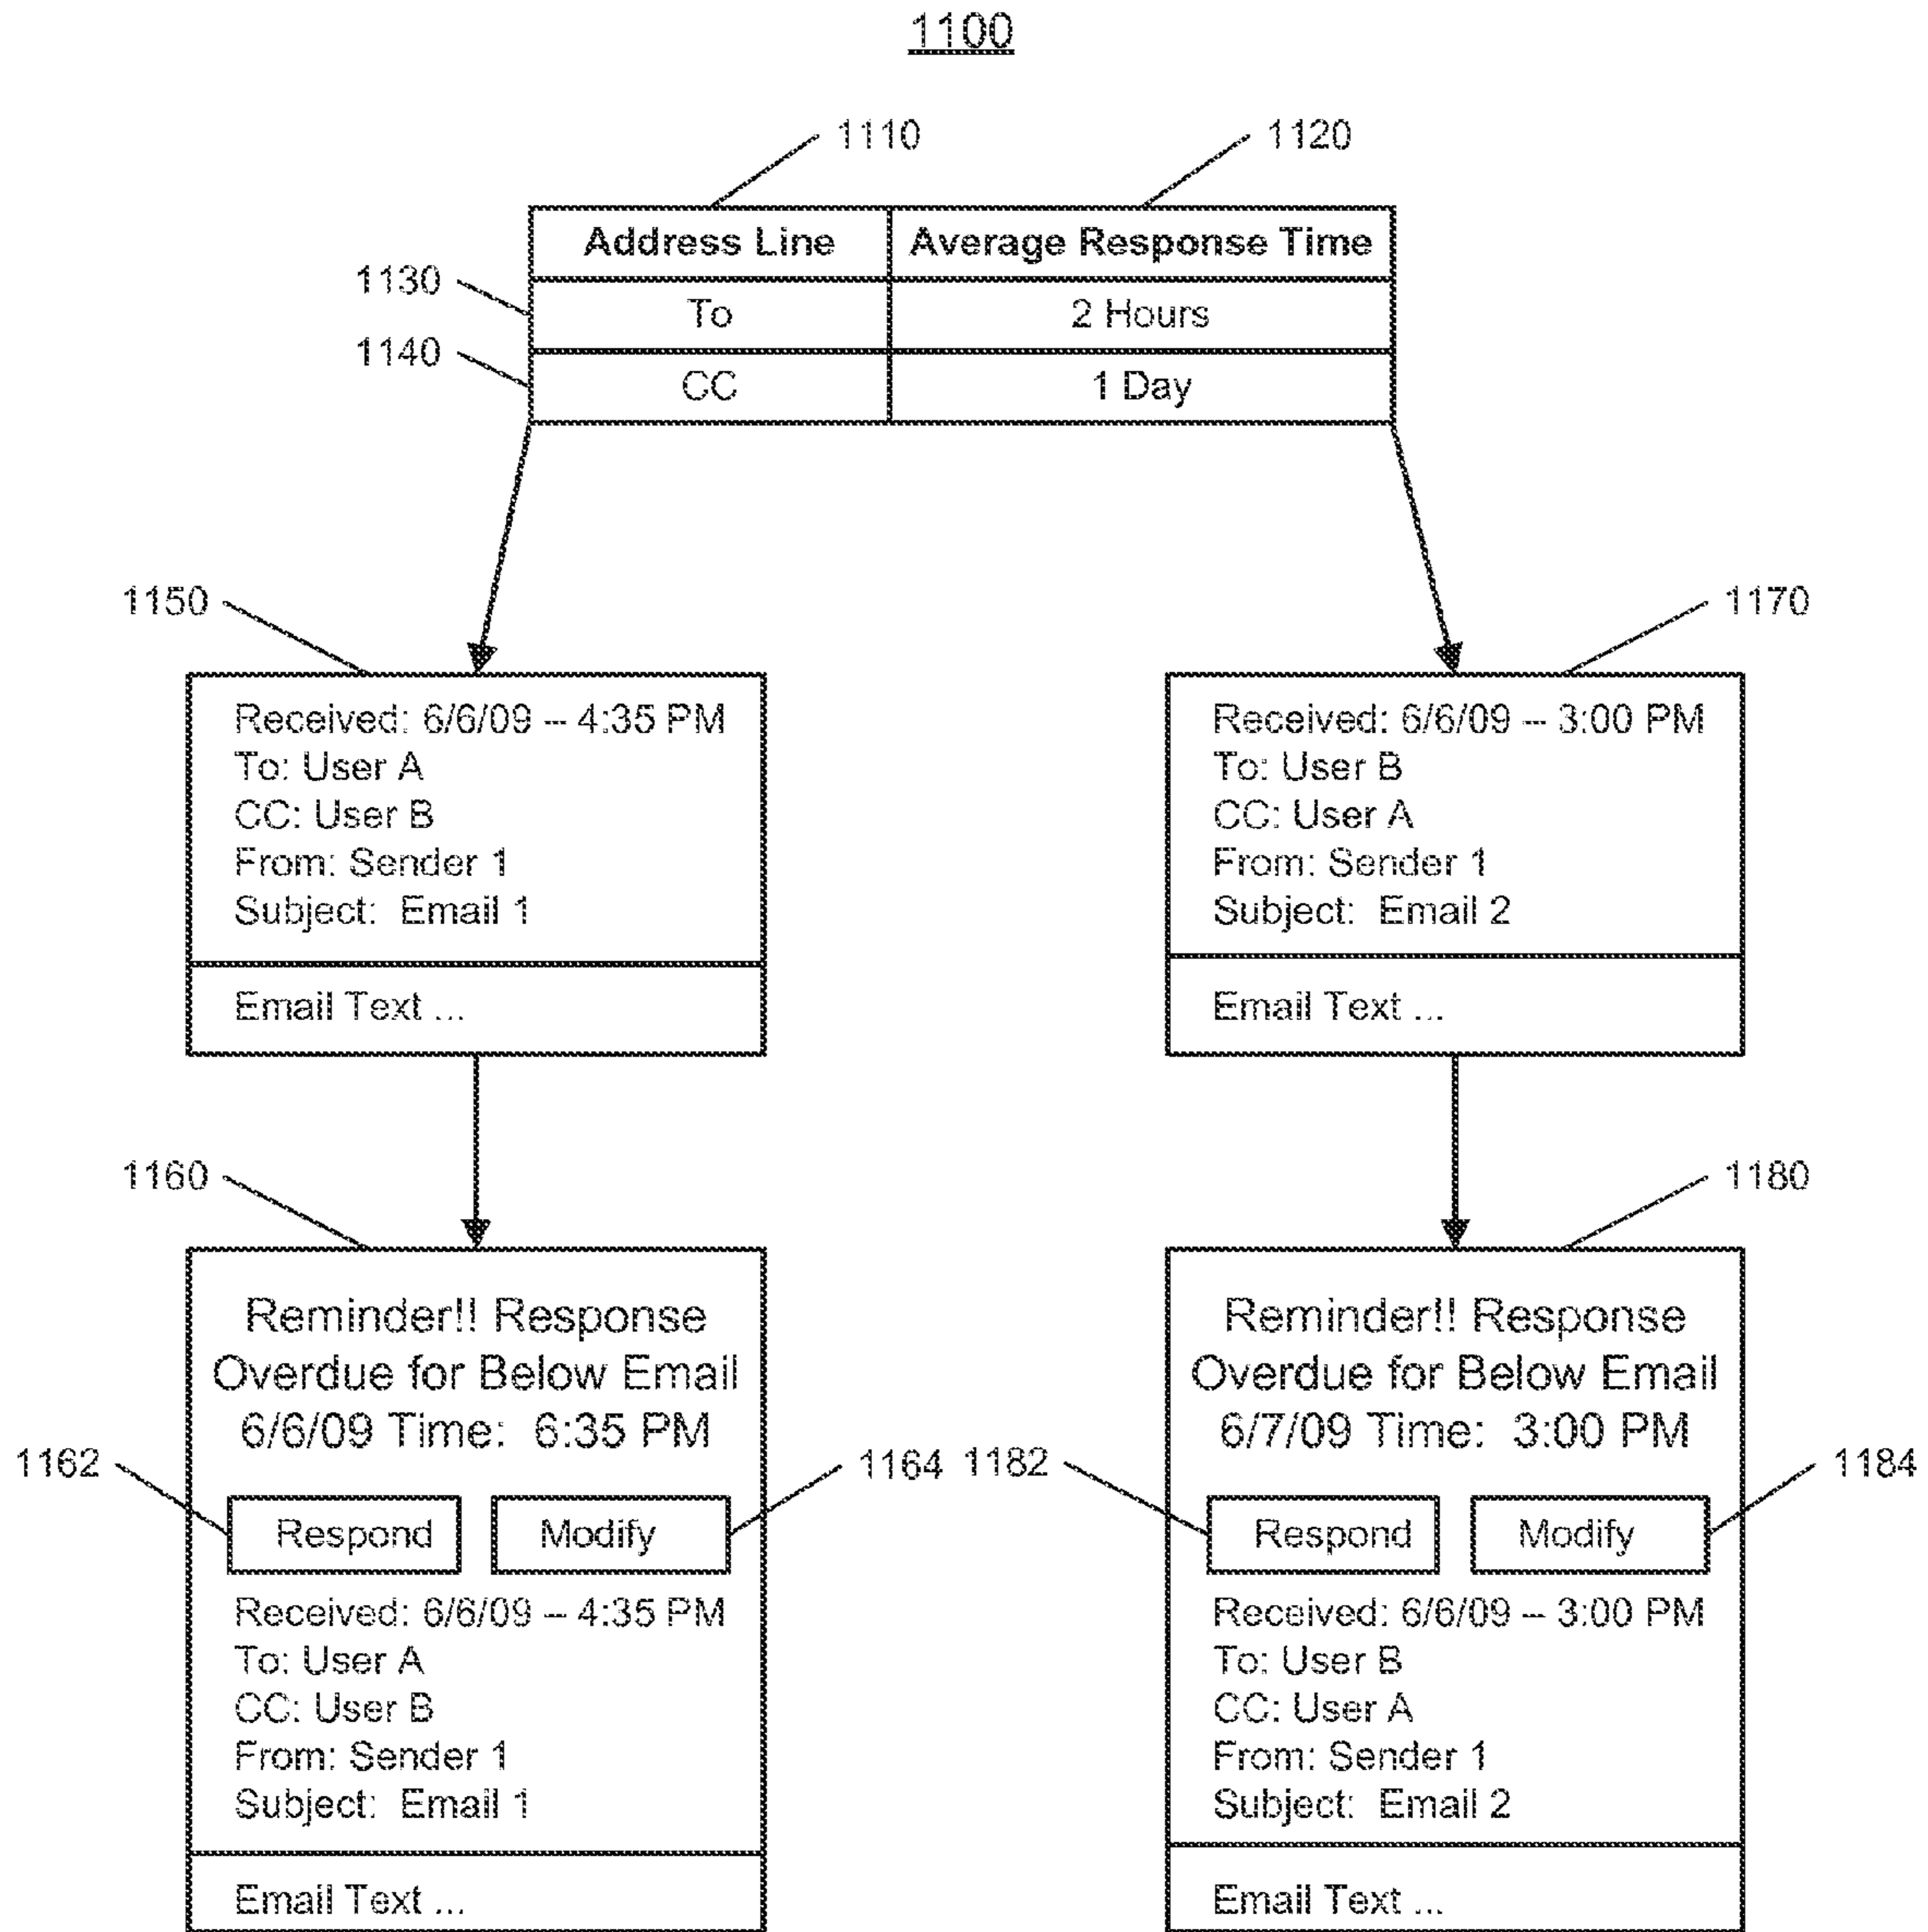 1100
1110
1120
Address Line
Average Response Time
1130
To
2 Hours
1140
CC
1 Day
1150
Received: 6/6/09 – 4:35 PM
To: User A
CC: User B
From: Sender 1
Subject: Email 1
Email Text ...
1170
Received: 6/6/09 – 3:00 PM
To: User B
CC: User A
From: Sender 1
Subject: Email 2
Email Text ...
1160
Reminder!! Response
Overdue for Below Email
6/6/09 Time: 6:35 PM
1162
1164
Respond
Modify
Received: 6/6/09 – 4:35 PM
To: User A
CC: User B
From: Sender 1
Subject: Email 1
Email Text ...
1180
Reminder!! Response
Overdue for Below Email
6/7/09 Time: 3:00 PM
1182
1184
Respond
Modify
Received: 6/6/09 – 3:00 PM
To: User B
CC: User A
From: Sender 1
Subject: Email 2
Email Text ...